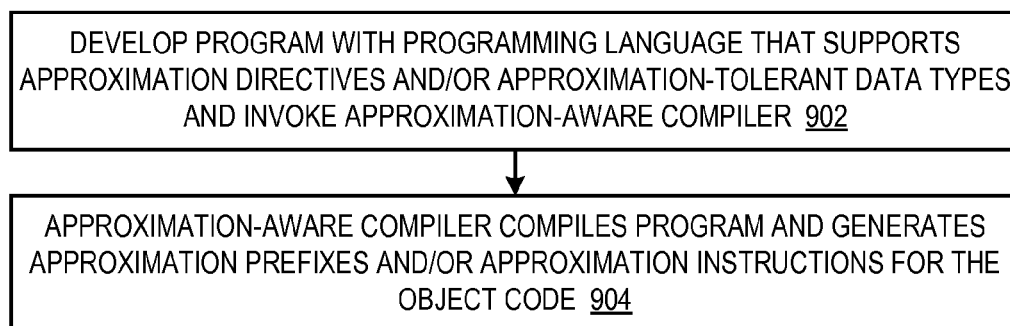 DEVELOP PROGRAM WITH PROGRAMMING LANGUAGE THAT SUPPORTS
APPROXIMATION DIRECTIVES AND/OR APPROXIMATION-TOLERANT DATA TYPES
AND INVOKE APPROXIMATION-AWARE COMPILER 902
APPROXIMATION-AWARE COMPILER COMPILES PROGRAM AND GENERATES
APPROXIMATION PREFIXES AND/OR APPROXIMATION INSTRUCTIONS FOR THE
OBJECT CODE 904